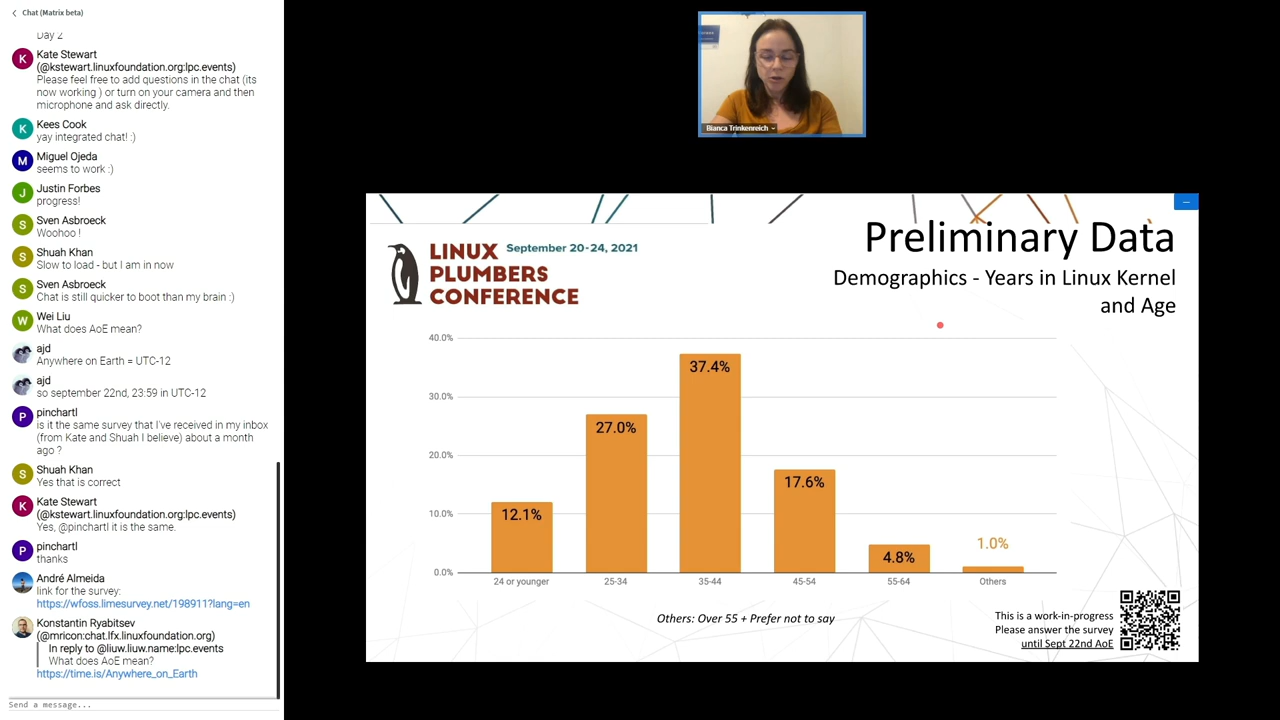 Chat (Matrix beta)
Day 2
K
Kate Stewart
(@kstewart.linuxfoundation.org:lpc.events)
Please feel free to add questions in the chat (its
now working ) or turn on your camera and then
microphone and ask directly.
K
Kees Cook
yay integrated chat! :)
M
Miguel Ojeda
seems to work :)
J
Justin Forbes
progress!
S
Sven Asbroeck
Woohoo !
S
Shuah Khan
Slow to load - but I am in now
S
Sven Asbroeck
Chat is still quicker to boot than my brain :)
W
Wei Liu
What does AoE mean?
ajd
Anywhere on Earth = UTC-12
ajd
so september 22nd, 23:59 in UTC-12
P
pinchartl
is it the same survey that I've received in my inbox
(from Kate and Shuah I believe) about a month
ago ?
S
Shuah Khan
Yes that is correct
K
Kate Stewart
(@kstewart.linuxfoundation.org:lpc.events)
Yes, @pinchartl it is the same.
P
pinchartl
thanks
André Almeida
link for the survey:
https://wfoss.limesurvey.net/198911?lang=en
Konstantin Ryabitsev
(@mricon:chat.lfx.linuxfoundation.org)
In reply to @liuw.liuw.name:lpc.events
What does AoE mean?
https://time.is/Anywhere_on_Earth
Send a message...
Bianca Trinkenreich
LINUX
PLUMBERS
CONFERENCE
September 20-24, 2021
Preliminary Data
Demographics - Years in Linux Kernel
and Age
40.0%
30.0%
20.0%
10.0%
0.0%
12.1%
27.0%
37.4%
17.6%
4.8%
1.0%
24 or younger
25-34
35-44
45-54
55-64
Others
Others: Over 55 + Prefer not to say
This is a work-in-progress
Please answer the survey
until Sept 22nd AoE